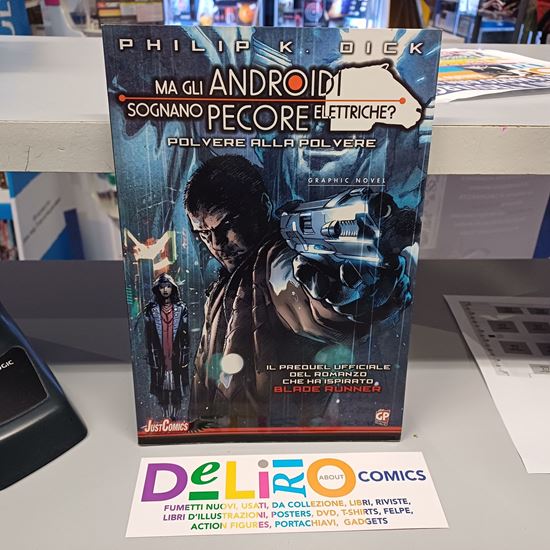 PHILIP K. DICK
MA GLI ANDROIDI
SOGNANO PECORE ELETTRICHE?
POLVERE ALLA POLVERE
GRAPHIC NOVEL
IL PREQUEL UFFICIALE
DEL ROMANZO
CHE HA ISPIRATO
BLADE RUNNER
JUSTCOMICS
GP
DELIRIO ABOUT COMICS
FUMETTI NUOVI, USATI, DA COLLEZIONE, LIBRI, RIVISTE,
LIBRI D'ILLUSTRAZIONI, POSTERS, DVD, T-SHIRTS, FELPE,
ACTION FIGURES, PORTACHIAVI, GADGETS